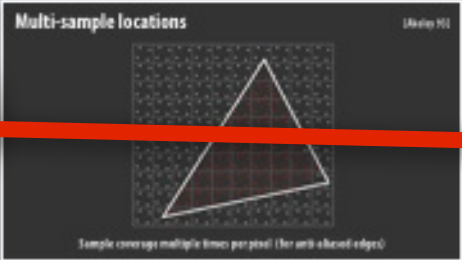 Multi-sample locations
[Akeley 93]
Sample coverage multiple times per pixel (for anti-aliased edges)